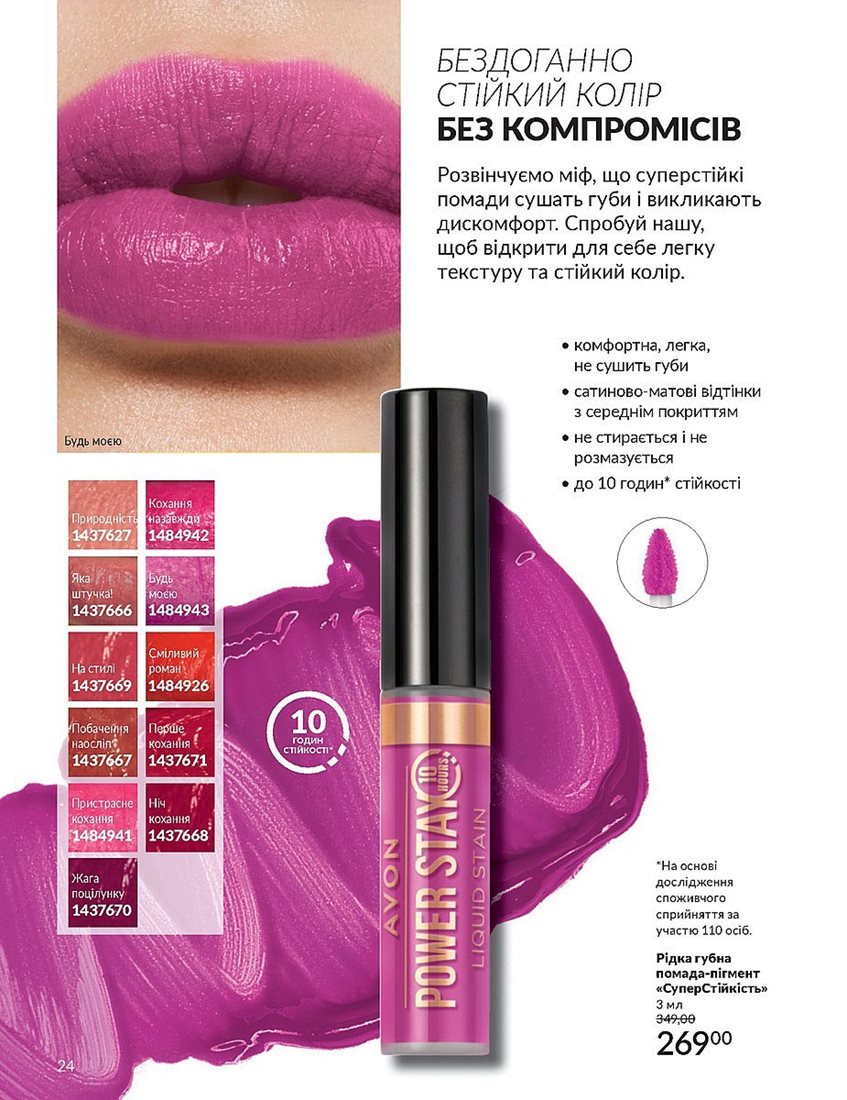 БЕЗДОГАННО
СТІЙКИЙ КОЛІР
БЕЗ КОМПРОМІСІВ
Розвінчуємо міф, що суперстійкі
помади сушать губи і викликають
дискомфорт. Спробуй нашу,
щоб відкрити для себе легку
текстуру та стійкий колір.
• комфортна, легка,
не сушить губи
• сатиново-матові відтінки
з середнім покриттям
• не стирається і не
розмазується
• до 10 годин* стійкості
Будь моєю
Природність
1437627
Кохання
назавжди
1484942
Яка
штучка!
1437666
Будь
моєю
1484943
На стилі
1437669
Сміливий
роман
1484926
Побачення
наосліп
1437667
Перше
кохання
1437671
Пристрасне
кохання
1484941
Ніч
кохання
1437668
Жага
поцілунку
1437670
10
ГОДИН
СТІЙКОСТІ*
AVON
POWER STAY
10
HOURS
LIQUID STAIN
*На основі
дослідження
споживчого
сприйняття за
участю 110 осіб.
Рідка губна
помада-пігмент
«СуперСтійкість»
3 мл
349,00
26900
24